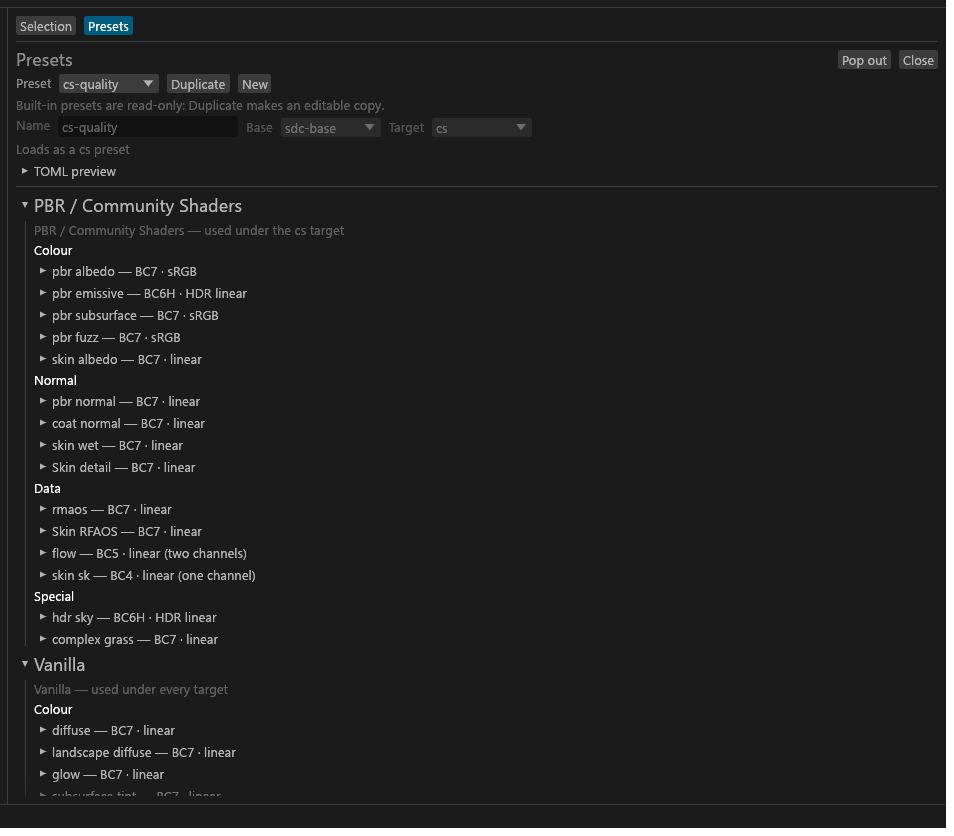 Selection Presets
Presets Pop out Close
Preset cs-quality Duplicate New
Built-in presets are read-only: Duplicate makes an editable copy.
Name cs-quality Base sdc-base Target cs
Loads as a cs preset
TOML preview
PBR / Community Shaders
PBR / Community Shaders — used under the cs target
Colour
pbr albedo — BC7 · sRGB
pbr emissive — BC6H · HDR linear
pbr subsurface — BC7 · sRGB
pbr fuzz — BC7 · sRGB
skin albedo — BC7 · linear
Normal
pbr normal — BC7 · linear
coat normal — BC7 · linear
skin wet — BC7 · linear
Skin detail — BC7 · linear
Data
rmaos — BC7 · linear
Skin RFAOS — BC7 · linear
flow — BC5 · linear (two channels)
skin sk — BC4 · linear (one channel)
Special
hdr sky — BC6H · HDR linear
complex grass — BC7 · linear
Vanilla
Vanilla — used under every target
Colour
diffuse — BC7 · linear
landscape diffuse — BC7 · linear
glow — BC7 · linear
subsurface tint — BC7 · linear